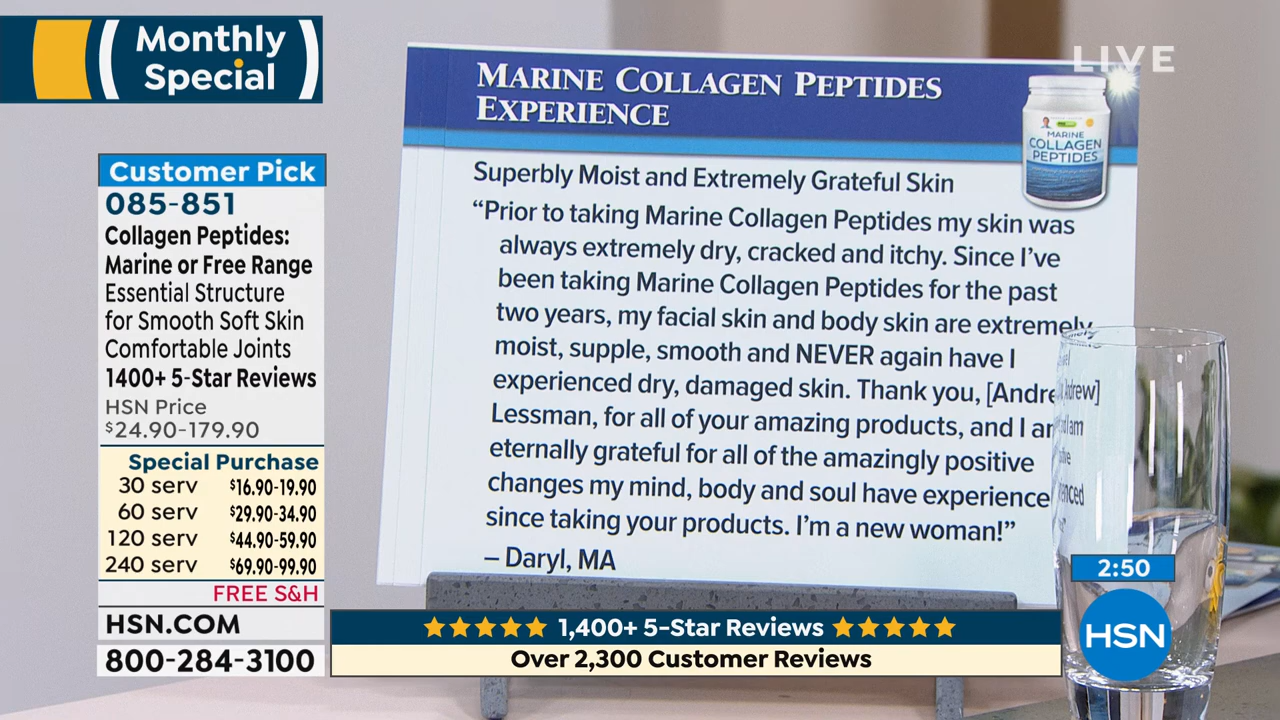 Monthly
Special
LIVE
Customer Pick
085-851
Collagen Peptides:
Marine or Free Range
Essential Structure
for Smooth Soft Skin
Comfortable Joints
1400+ 5-Star Reviews
HSN Price
$24.90-179.90
Special Purchase
30 serv $16.90-19.90
60 serv $29.90-34.90
120 serv $44.90-59.90
240 serv $69.90-99.90
FREE S&H
HSN.COM
800-284-3100
MARINE COLLAGEN PEPTIDES
EXPERIENCE
MARINE
COLLAGEN
PEPTIDES
Superbly Moist and Extremely Grateful Skin
“Prior to taking Marine Collagen Peptides my skin was
always extremely dry, cracked and itchy. Since I’ve
been taking Marine Collagen Peptides for the past
two years, my facial skin and body skin are extremely
moist, supple, smooth and NEVER again have I
experienced dry, damaged skin. Thank you, [Andrew]
Lessman, for all of your amazing products, and I am
eternally grateful for all of the amazingly positive
changes my mind, body and soul have experienced
since taking your products. I’m a new woman!”
– Daryl, MA
1,400+ 5-Star Reviews
Over 2,300 Customer Reviews
2:50
HSN